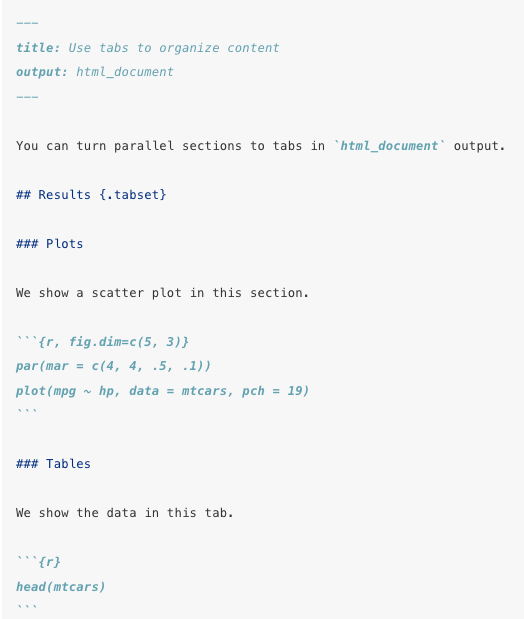 ---
title: Use tabs to organize content
output: html_document
---
You can turn parallel sections to tabs in `html_document` output.
## Results {.tabset}
### Plots
We show a scatter plot in this section.
```{r, fig.dim=c(5, 3)}
par(mar = c(4, 4, .5, .1))
plot(mpg ~ hp, data = mtcars, pch = 19)
```
### Tables
We show the data in this tab.
```{r}
head(mtcars)
```